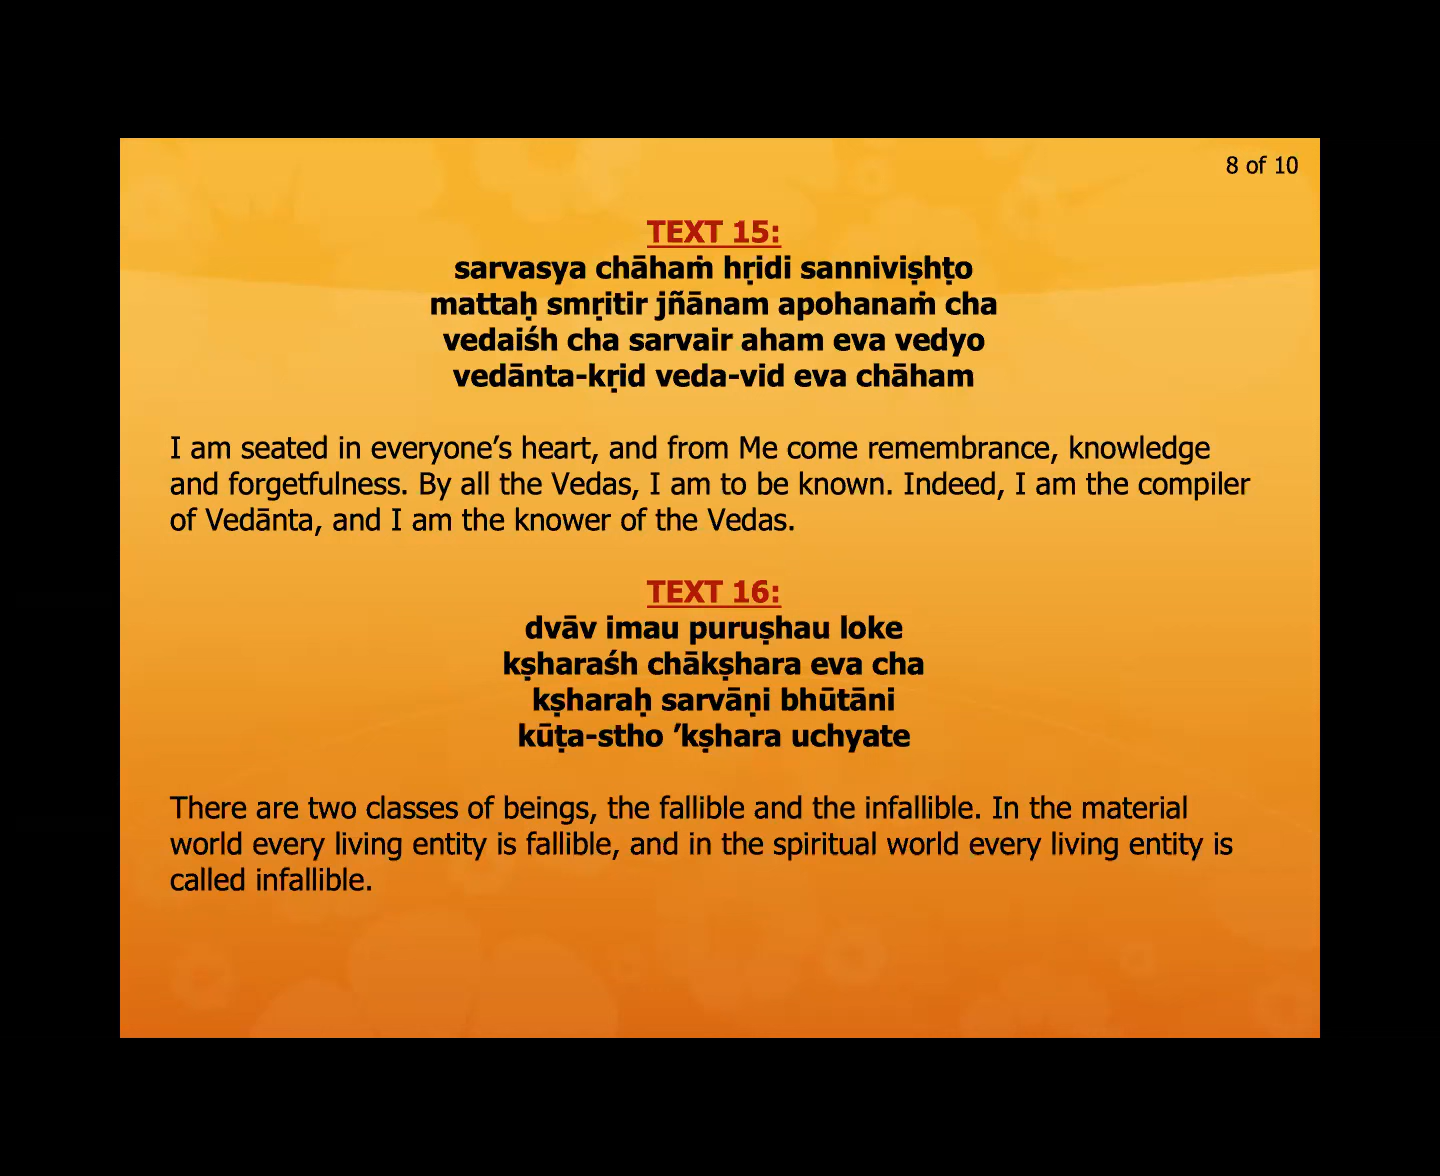 8 of 10
TEXT 15:
sarvasya chāhaṁ hṛidi sanniviṣhṭo
mattaḥ smṛitir jñānam apohanaṁ cha
vedaiśh cha sarvair aham eva vedyo
vedānta-kṛid veda-vid eva chāham
I am seated in everyone’s heart, and from Me come remembrance, knowledge
and forgetfulness. By all the Vedas, I am to be known. Indeed, I am the compiler
of Vedānta, and I am the knower of the Vedas.
TEXT 16:
dvāv imau puruṣhau loke
kṣharaśh chākṣhara eva cha
kṣharaḥ sarvāṇi bhūtāni
kūṭa-stho ’kṣhara uchyate
There are two classes of beings, the fallible and the infallible. In the material
world every living entity is fallible, and in the spiritual world every living entity is
called infallible.